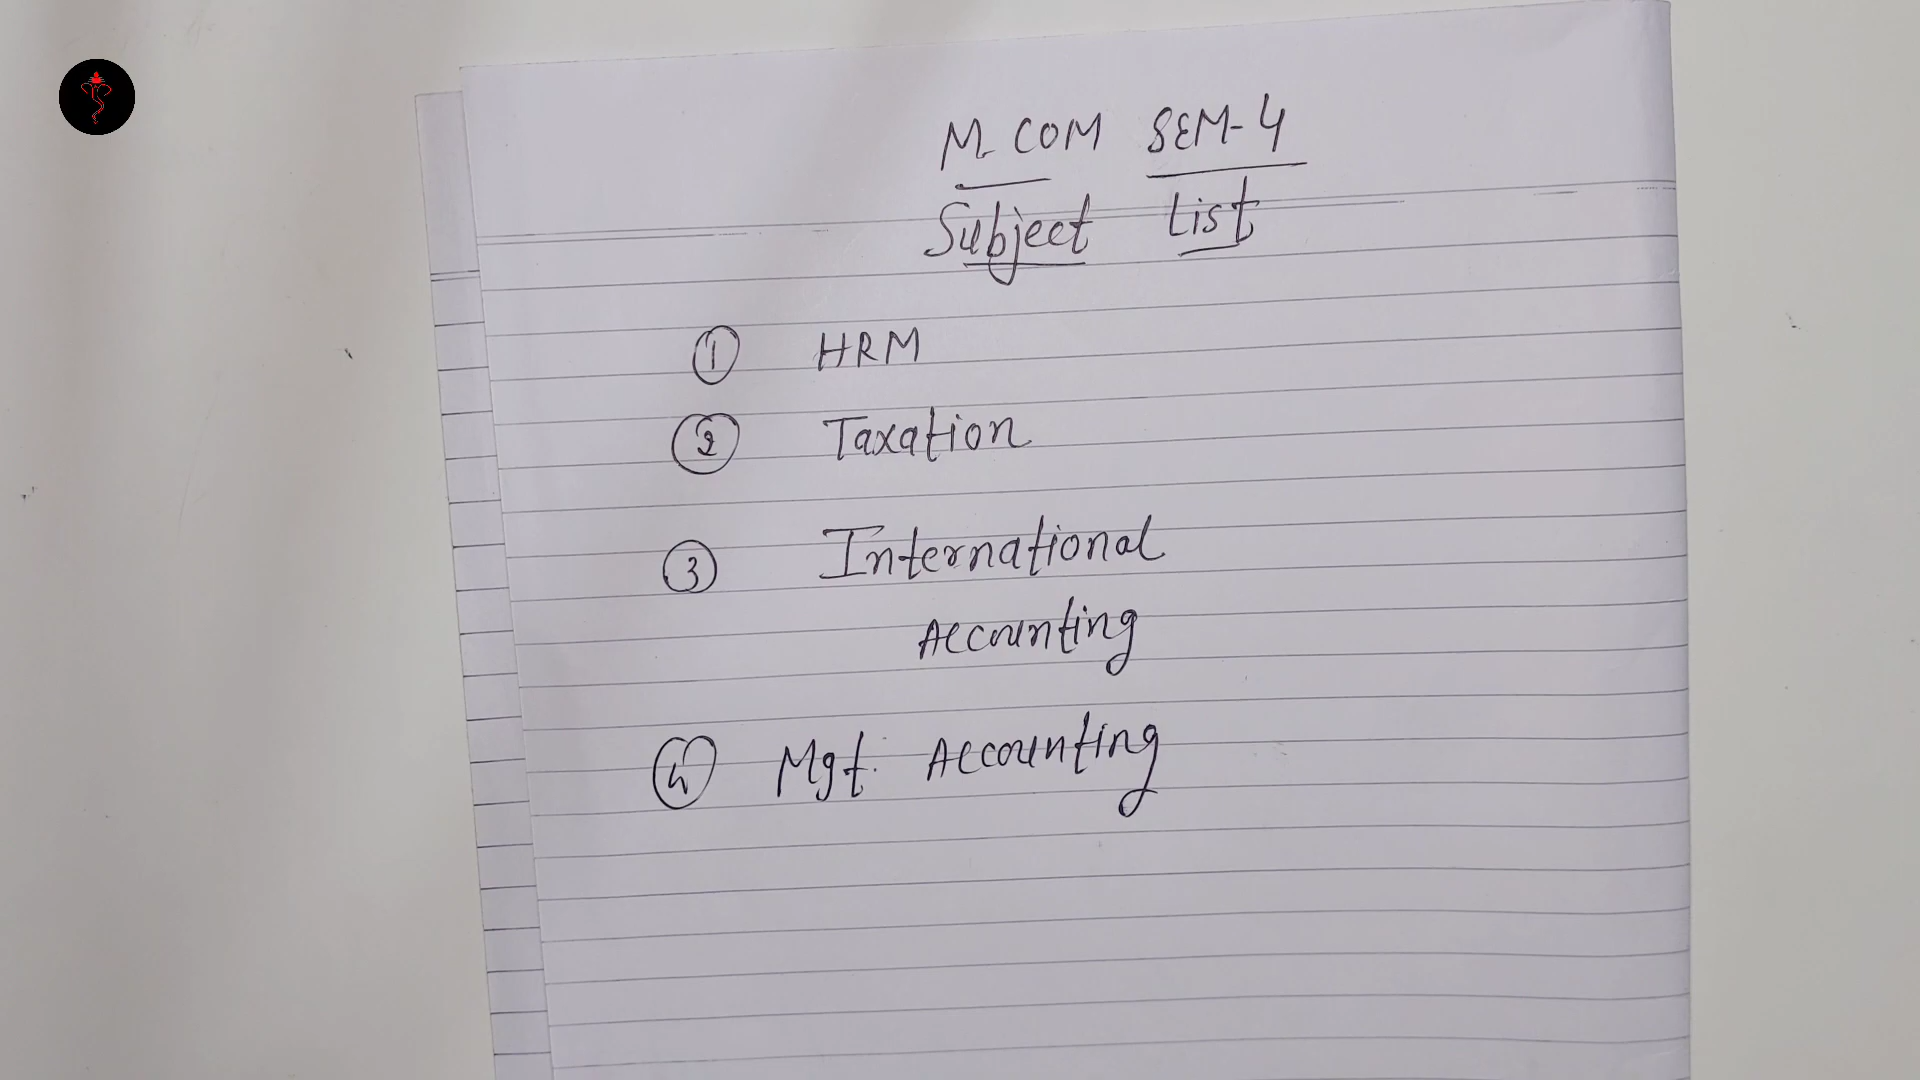 M.COM SEM-4
Subject List
1 HRM
2 Taxation
3 International
Accounting
4 Mgt. Accounting